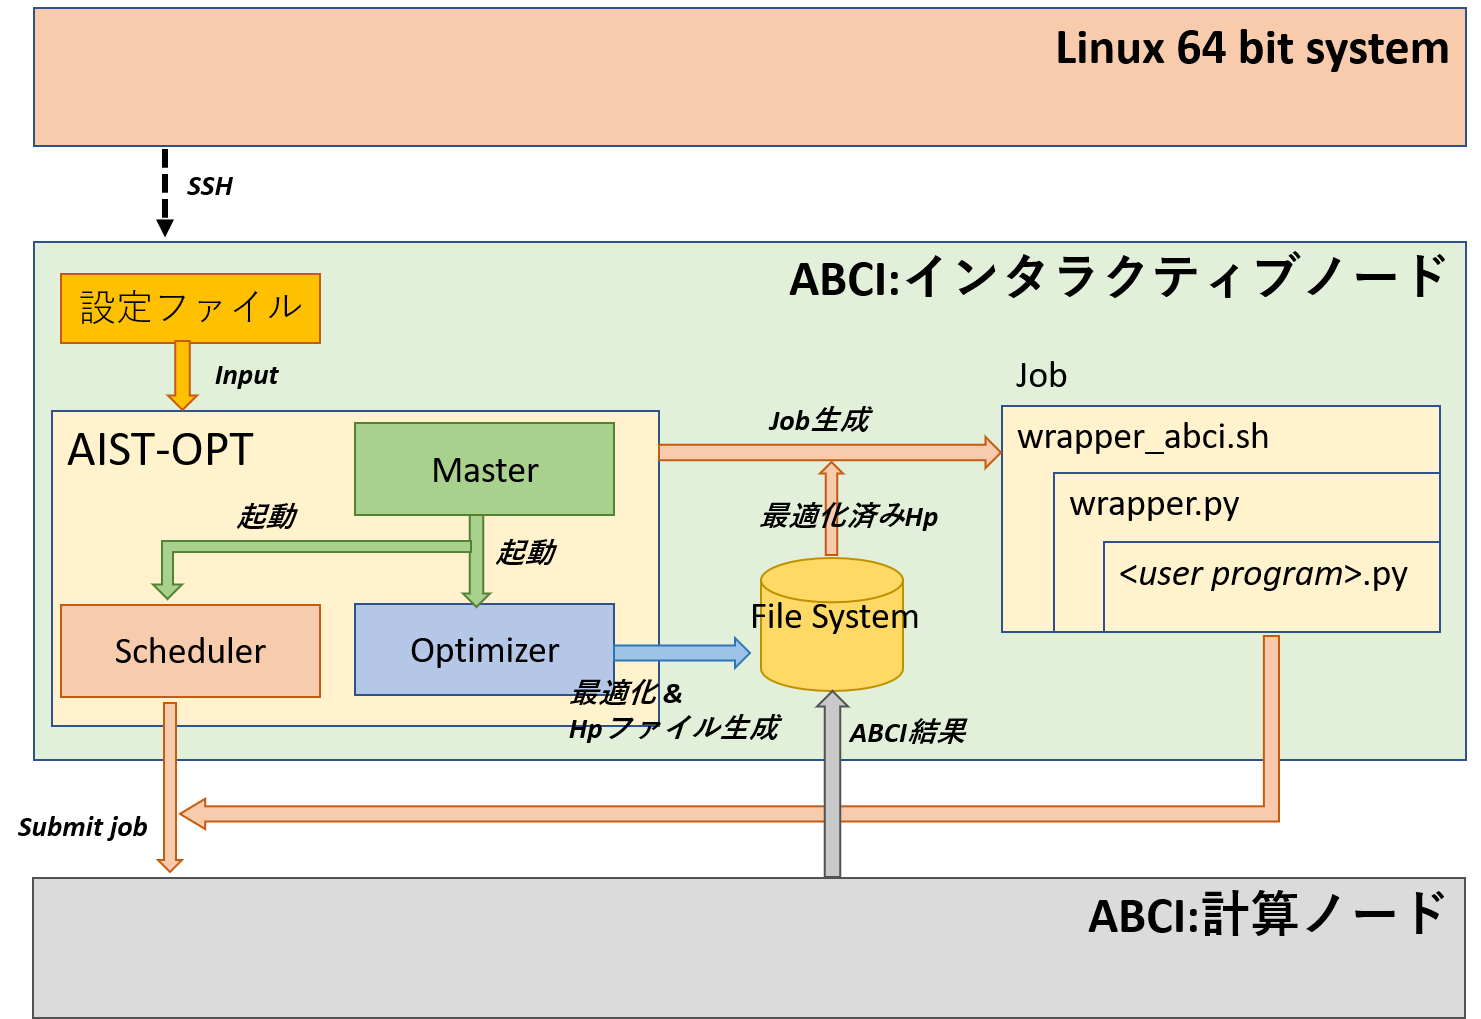 Linux 64 bit system
SSH
ABCI:インタラクティブノード
設定ファイル
Input
Job
AIST-OPT
Master
Job生成
wrapper_abci.sh
wrapper.py
<user program>.py
起動
起動
最適化済みHp
File System
Scheduler
Optimizer
最適化 &
Hpファイル生成
ABCI結果
Submit job
ABCI:計算ノード